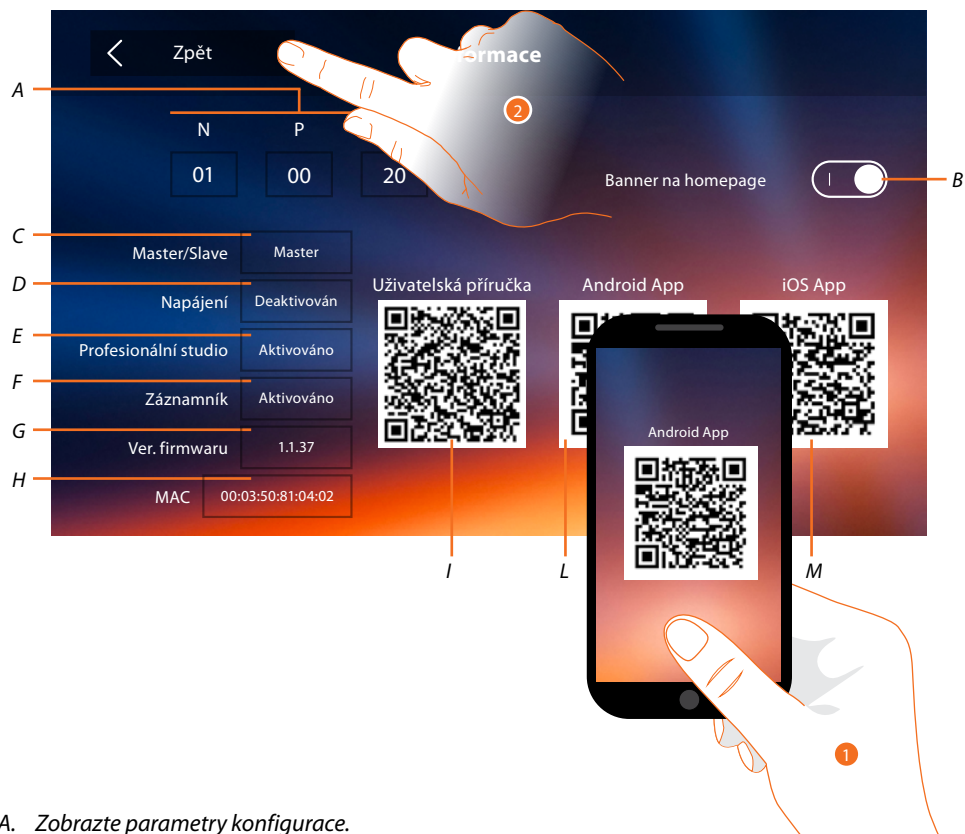 Zpět
formace
A
2
N P
01 00 20
Banner na homepage
B
C
Master/Slave Master
D
Napájení Deaktivován
E
Profesionální studio Aktivováno
F
Záznamník Aktivováno
G
Ver. firmwaru 1.1.37
H
MAC 00:03:50:81:04:02
Uživatelská příručka Android App iOS App
Android App
I L M
1
A. Zobrazte parametry konfigurace.